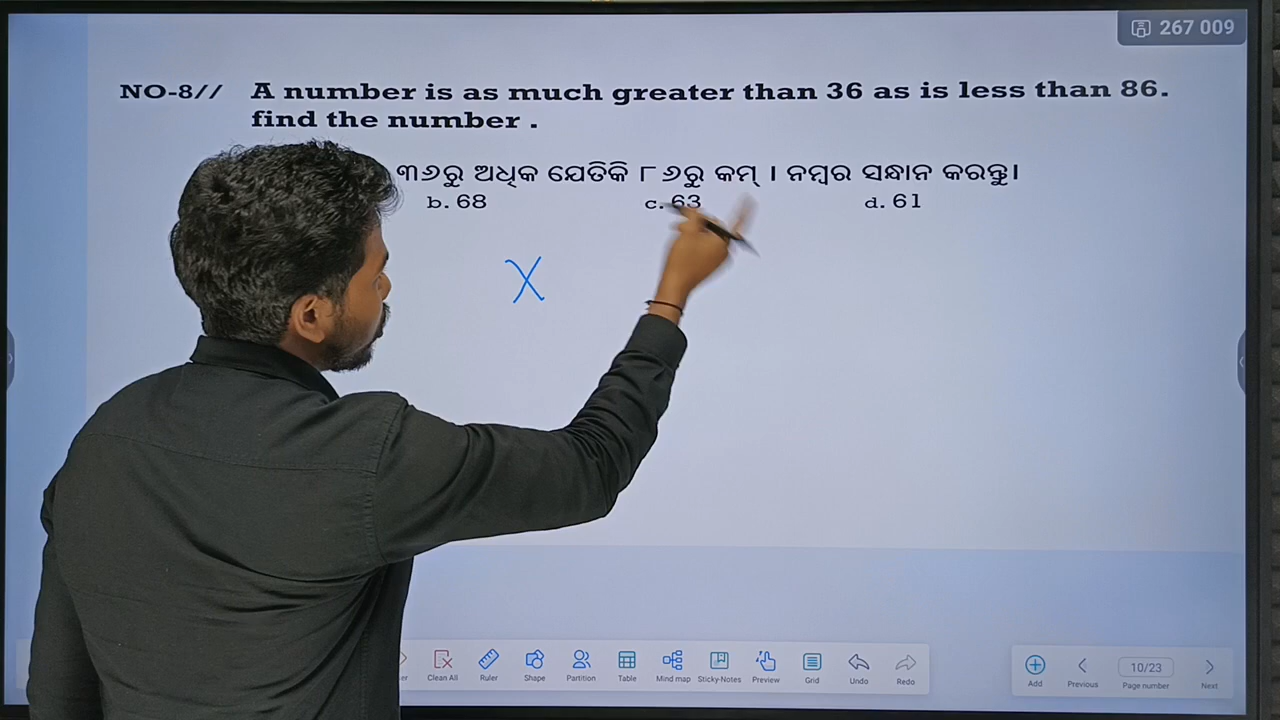 267 009
NO-8// A number is as much greater than 36 as is less than 86.
find the number .
୩୬ରୁ ଅଧିକ ଯେତିକି ୮୬ରୁ କମ୍ । ନମ୍ବର ସନ୍ଧାନ କରନ୍ତୁ।
b. 68 c. 63 d. 61
X
Clean All Ruler Shape Partition Table Mind map Sticky-Notes Preview Grid Undo Redo
10/23
Add Previous Page number Next